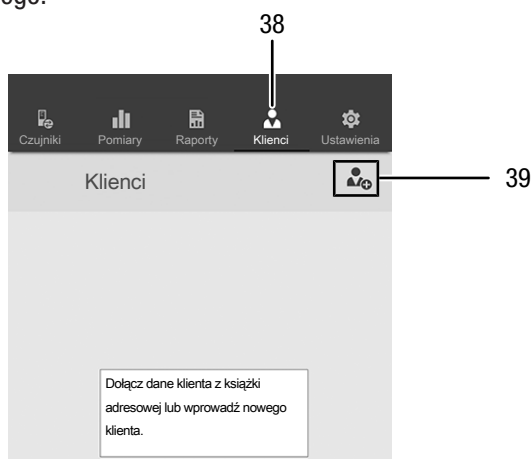 38
Czujniki Pomiary Raporty Klienci Ustawienia
Klienci
39
Dołącz dane klienta z książki
adresowej lub wprowadź nowego
klienta.